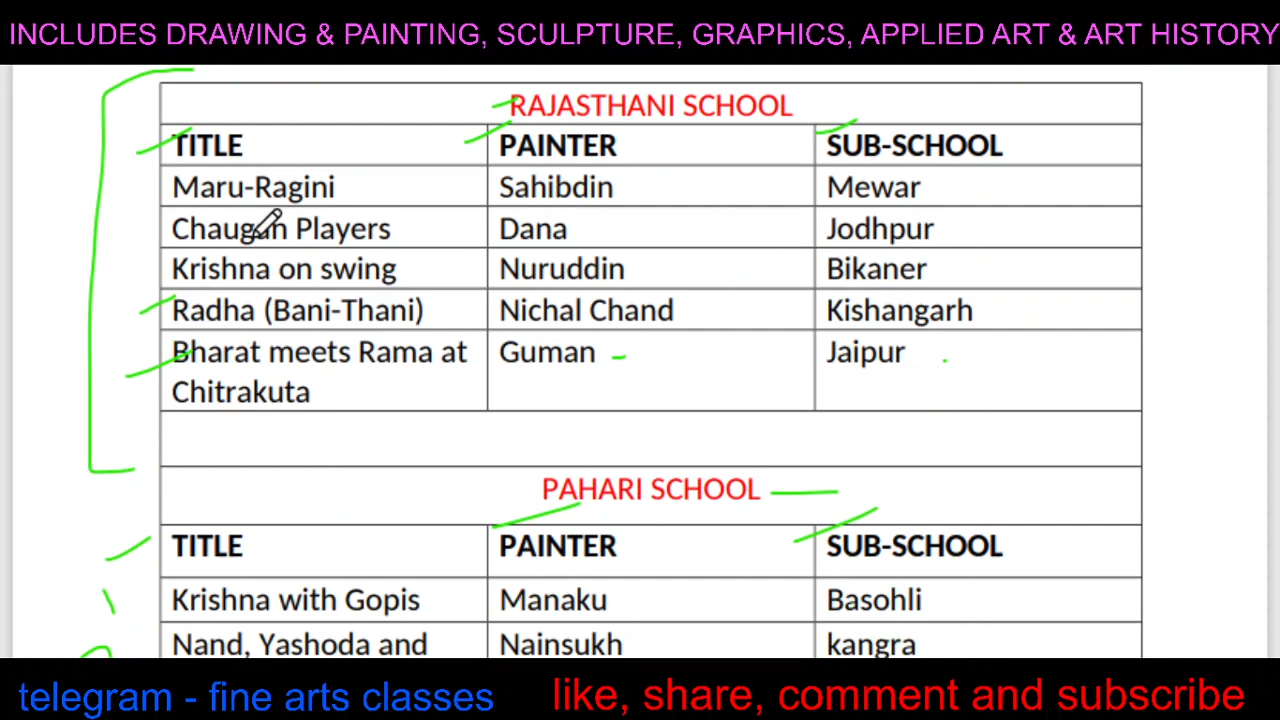 INCLUDES DRAWING & PAINTING, SCULPTURE, GRAPHICS, APPLIED ART & ART HISTORY
RAJASTHANI SCHOOL
TITLE PAINTER SUB-SCHOOL
Maru-Ragini Sahibdin Mewar
Chaugan Players Dana Jodhpur
Krishna on swing Nuruddin Bikaner
Radha (Bani-Thani) Nichal Chand Kishangarh
Bharat meets Rama at Guman Jaipur
Chitrakuta
PAHARI SCHOOL
TITLE PAINTER SUB-SCHOOL
Krishna with Gopis Manaku Basohli
Nand, Yashoda and Nainsukh kangra
telegram - fine arts classes like, share, comment and subscribe